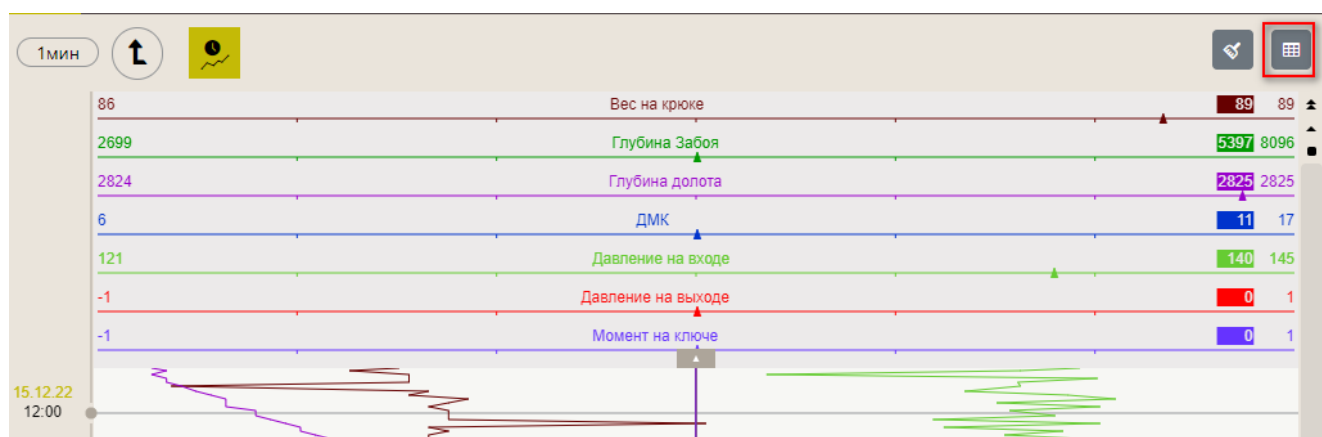 1мин
86 Вес на крюке 89 89
2699 Глубина Забоя 5397 8096
2824 Глубина долота 2825 2825
6 ДМК 11 17
121 Давление на входе 140 145
-1 Давление на выходе 0 1
-1 Момент на ключе 0 1
15.12.22
12:00